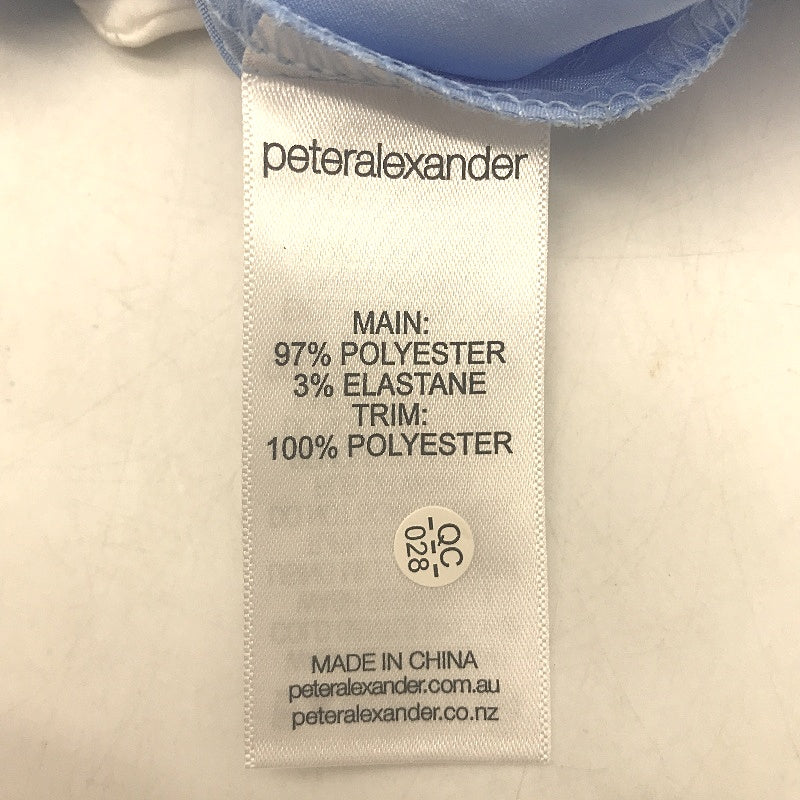 peteralexander
MAIN:
97% POLYESTER
3% ELASTANE
TRIM:
100% POLYESTER
QC
028
MADE IN CHINA
peteralexander.com.au
peteralexander.co.nz